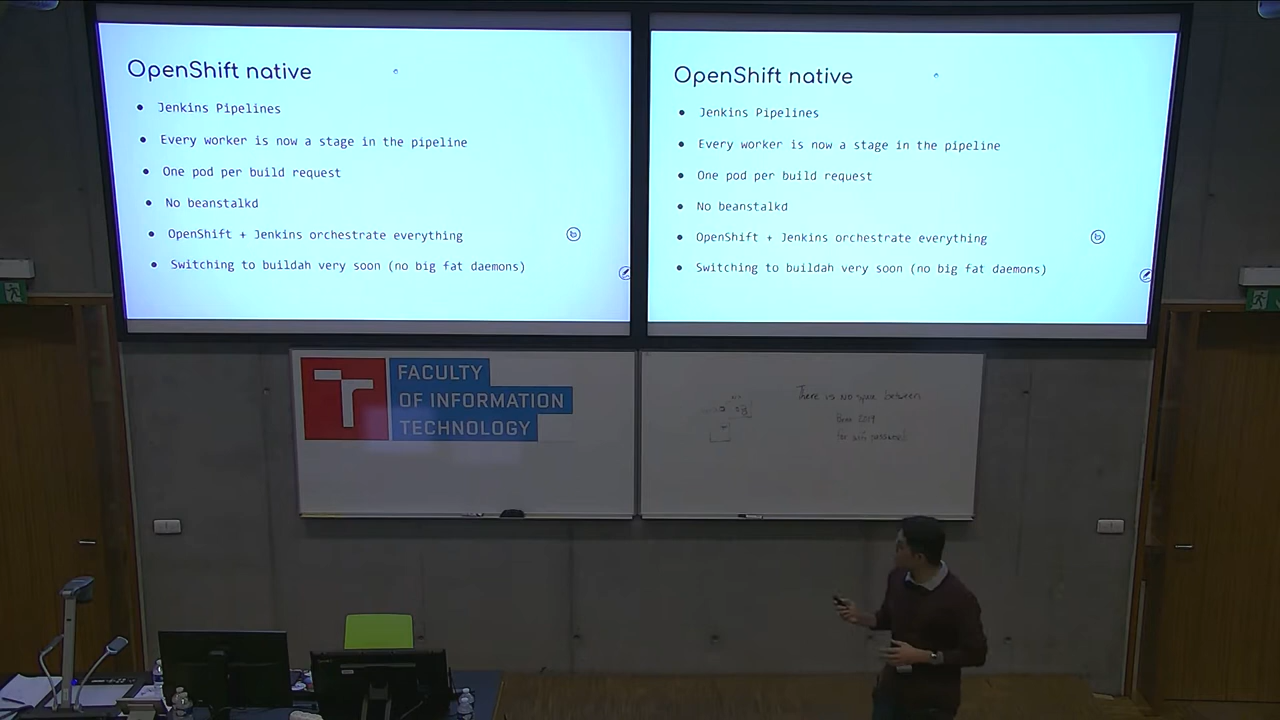 OpenShift native
• Jenkins Pipelines
• Every worker is now a stage in the pipeline
• One pod per build request
• No beanstalkd
• OpenShift + Jenkins orchestrate everything
• Switching to buildah very soon (no big fat daemons)
OpenShift native
• Jenkins Pipelines
• Every worker is now a stage in the pipeline
• One pod per build request
• No beanstalkd
• OpenShift + Jenkins orchestrate everything
• Switching to buildah very soon (no big fat daemons)
FACULTY
OF INFORMATION
TECHNOLOGY
There is NO space between